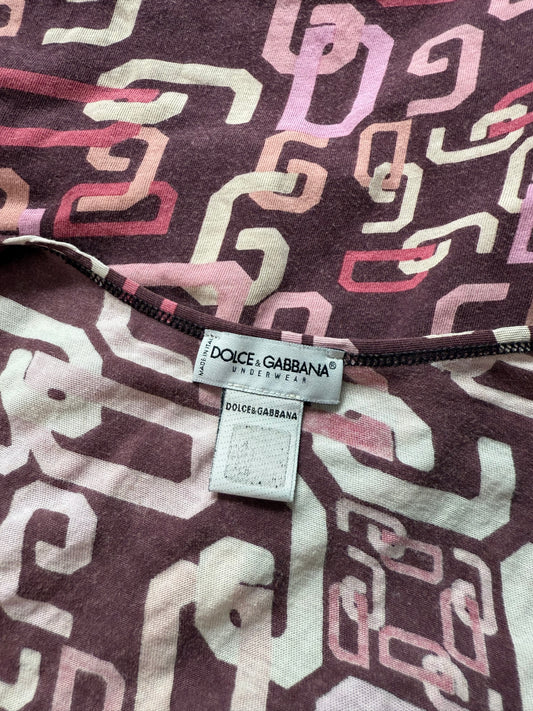 MADE IN ITALY
DOLCE & GABBANA®
UNDERWEAR
DOLCE&GABBANA